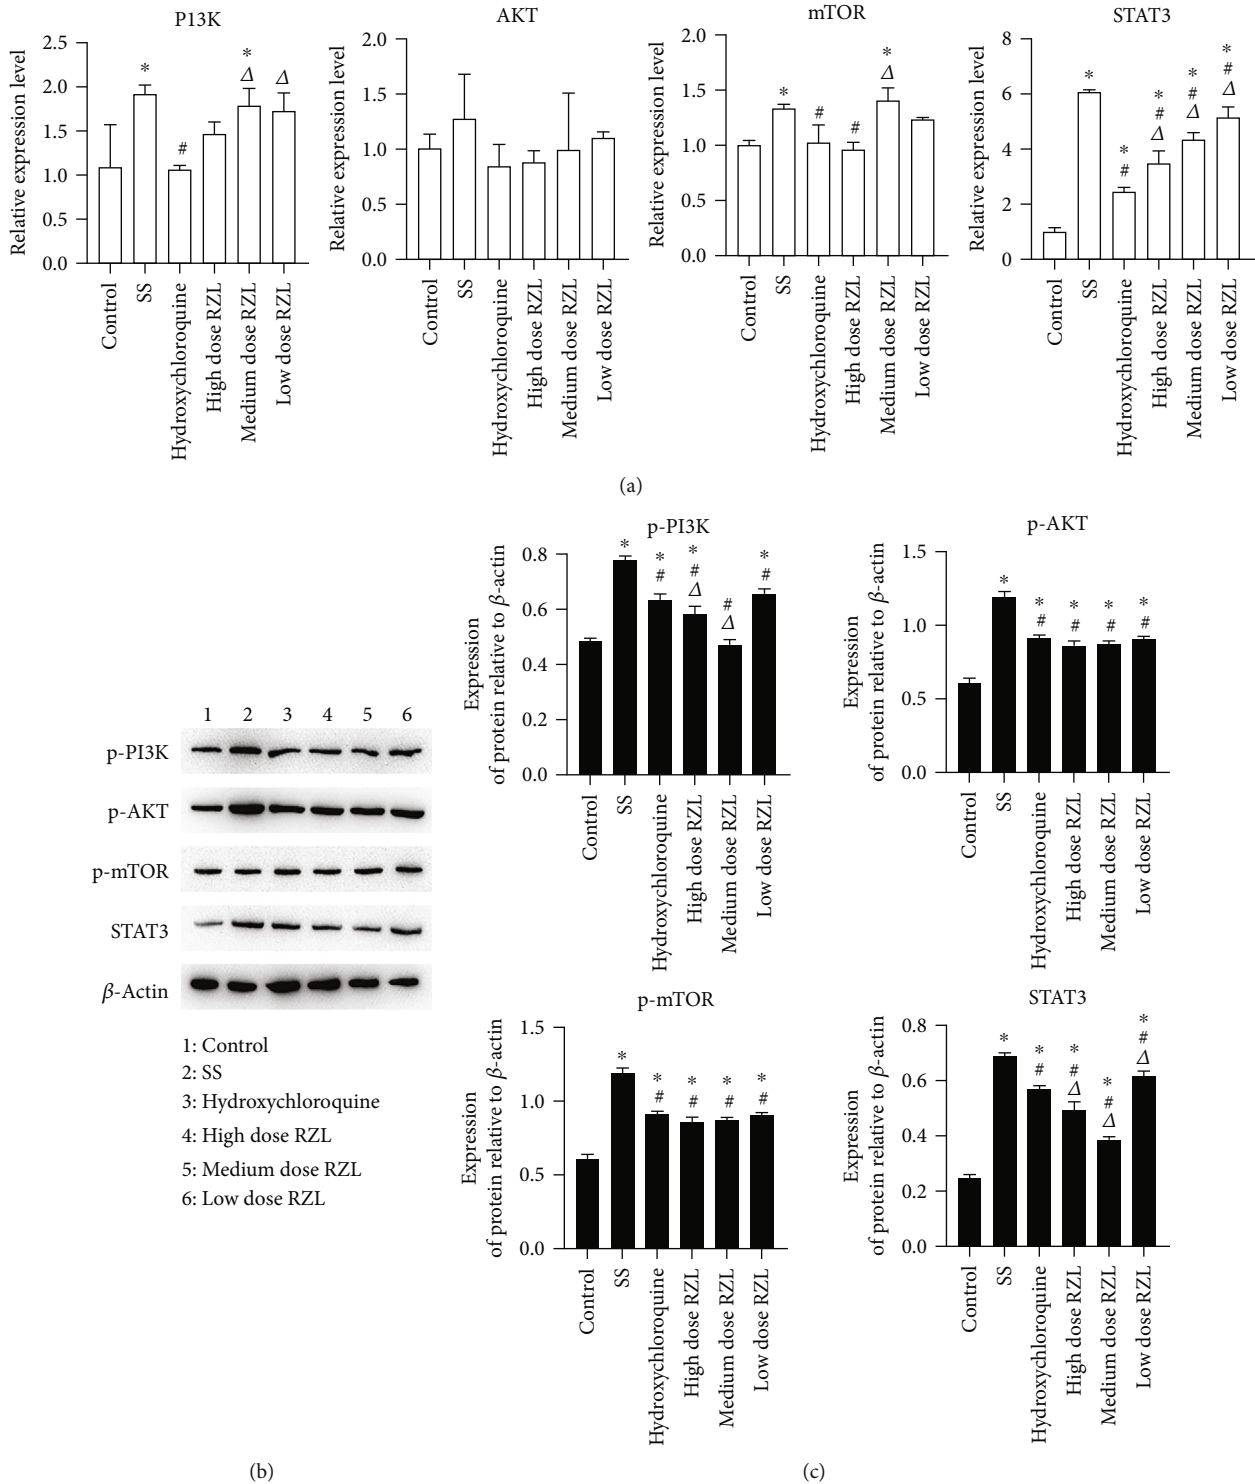 P13K
Relative expression level
2.5
2.0
1.5
1.0
0.5
0.0
*
#
*
Δ
Δ
Control
SS
Hydroxychloroquine
High dose RZL
Medium dose RZL
Low dose RZL
AKT
Relative expression level
2.0
1.5
1.0
0.5
0.0
Control
SS
Hydroxychloroquine
High dose RZL
Medium dose RZL
Low dose RZL
mTOR
Relative expression level
2.0
1.5
1.0
0.5
0.0
*
#
#
*
Δ
Control
SS
Hydroxychloroquine
High dose RZL
Medium dose RZL
Low dose RZL
STAT3
Relative expression level
8
6
4
2
0
*
*
#
*
#
Δ
*
#
Δ
*
#
Δ
Control
SS
Hydroxychloroquine
High dose RZL
Medium dose RZL
Low dose RZL
(a)
1 2 3 4 5 6
p-PI3K
p-AKT
p-mTOR
STAT3
β-Actin
1: Control
2: SS
3: Hydroxychloroquine
4: High dose RZL
5: Medium dose RZL
6: Low dose RZL
(b)
p-PI3K
Expression
of protein relative to β-actin
0.8
0.6
0.4
0.2
0.0
*
*
#
*
#
Δ
#
Δ
*
#
Control
SS
Hydroxychloroquine
High dose RZL
Medium dose RZL
Low dose RZL
p-AKT
Expression
of protein relative to β-actin
1.5
1.0
0.5
0.0
*
*
#
*
#
*
#
*
#
Control
SS
Hydroxychloroquine
High dose RZL
Medium dose RZL
Low dose RZL
p-mTOR
Expression
of protein relative to β-actin
1.5
1.0
0.5
0.0
*
*
#
*
#
*
#
*
#
Control
SS
Hydroxychloroquine
High dose RZL
Medium dose RZL
Low dose RZL
STAT3
Expression
of protein relative to β-actin
0.8
0.6
0.4
0.2
0.0
*
*
#
*
#
Δ
*
#
Δ
*
#
Δ
Control
SS
Hydroxychloroquine
High dose RZL
Medium dose RZL
Low dose RZL
(c)